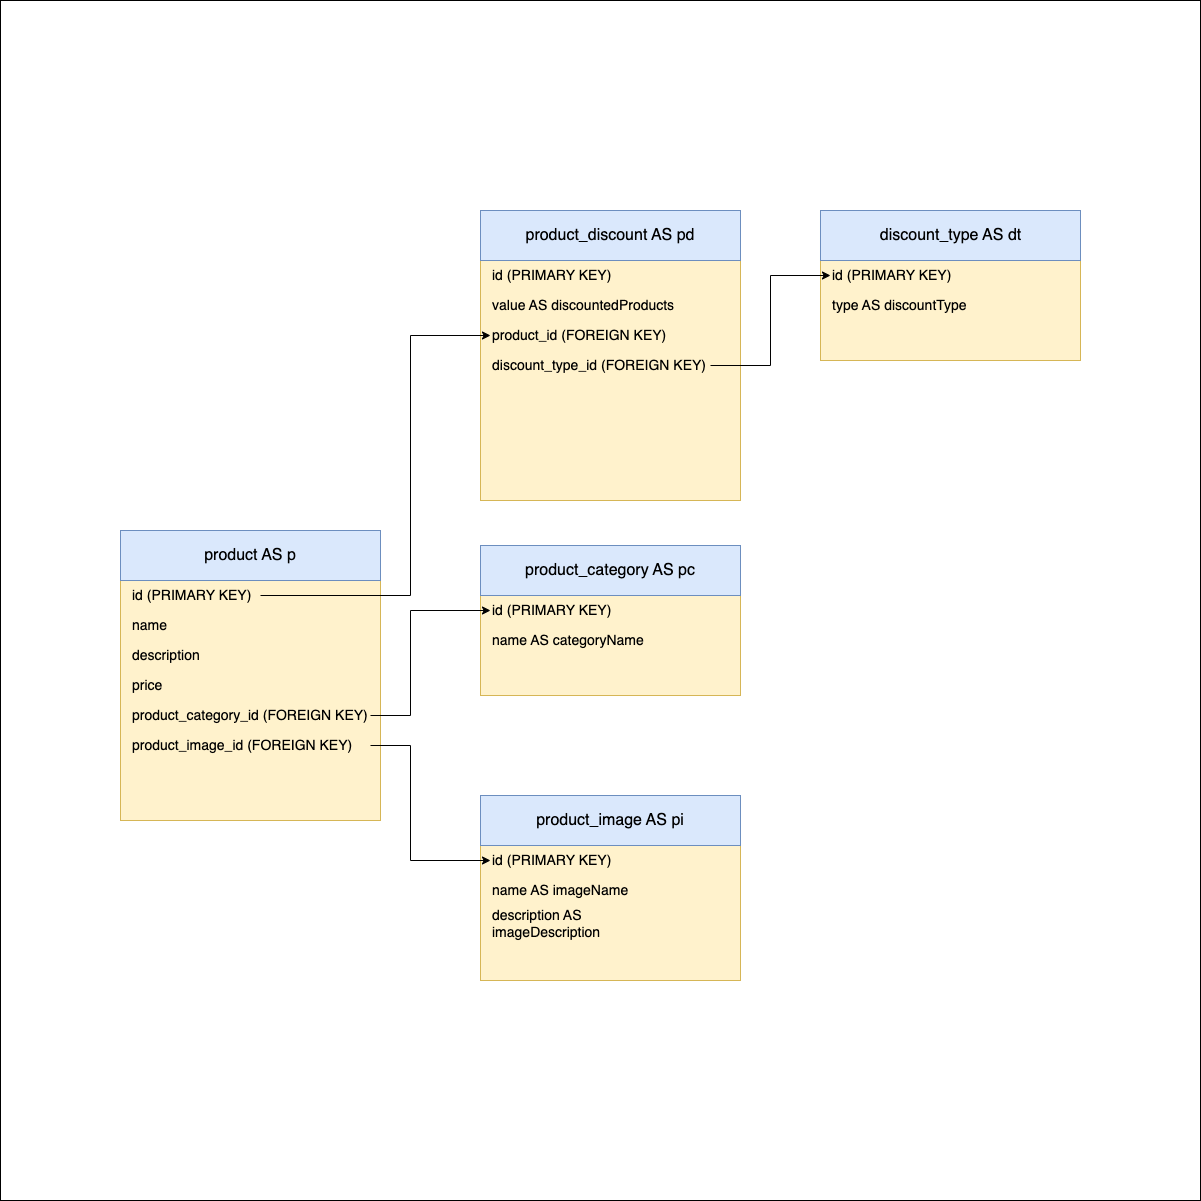 product_discount AS pd
id (PRIMARY KEY)
value AS discountedProducts
product_id (FOREIGN KEY)
discount_type_id (FOREIGN KEY)
discount_type AS dt
id (PRIMARY KEY)
type AS discountType
product AS p
id (PRIMARY KEY)
name
description
price
product_category_id (FOREIGN KEY)
product_image_id (FOREIGN KEY)
product_category AS pc
id (PRIMARY KEY)
name AS categoryName
product_image AS pi
id (PRIMARY KEY)
name AS imageName
description AS
imageDescription